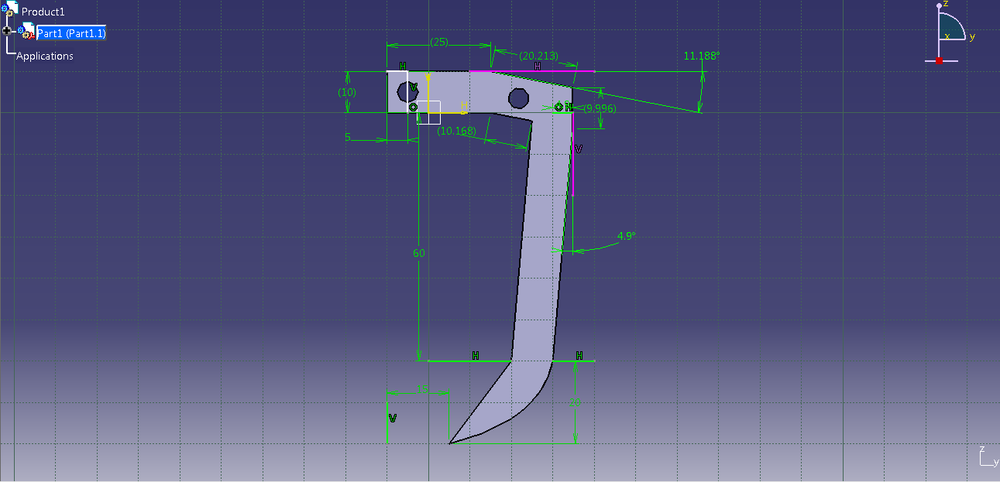 Product1
Part1 (Part1.1)
Applications
z
x
y
(25)
(20.213)
11.188°
H
H
(10)
V
H
(9.996)
5
(10.168)
V
4.9°
60
H
H
V
z
y